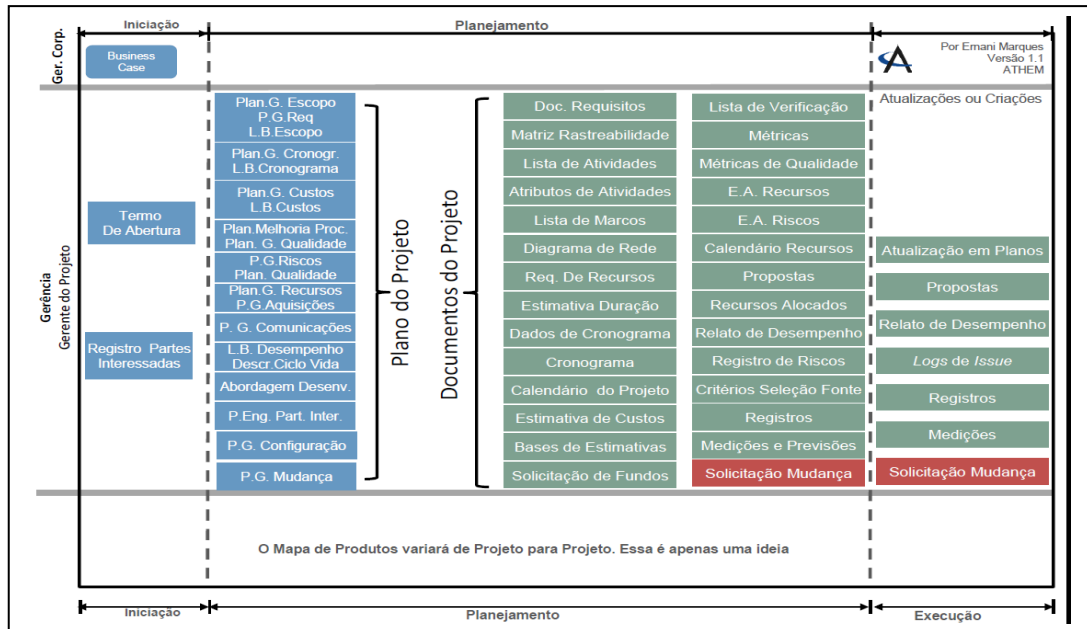 Iniciação
Planejamento
Ger. Corp.
Business
Case
Por Ernani Marques
Versão 1.1
ATHEM
Gerência
Gerente do Projeto
Termo
De Abertura
Registro Partes
Interessadas
Plan.G. Escopo
P.G.Req
L.B.Escopo
Plan.G. Cronogr.
L.B.Cronograma
Plan.G. Custos
L.B.Custos
Plan.Melhoria Proc.
Plan. G. Qualidade
P.G.Riscos
Plan. Qualidade
Plan.G. Recursos
P.G.Aquisições
P. G. Comunicações
L.B. Desempenho
Descr.Ciclo Vida
Abordagem Desenv.
P.Eng. Part. Inter.
P.G. Configuração
P.G. Mudança
Plano do Projeto
Documentos do Projeto
Doc. Requisitos
Matriz Rastreabilidade
Lista de Atividades
Atributos de Atividades
Lista de Marcos
Diagrama de Rede
Req. De Recursos
Estimativa Duração
Dados de Cronograma
Cronograma
Calendário do Projeto
Estimativa de Custos
Bases de Estimativas
Solicitação de Fundos
Lista de Verificação
Métricas
Métricas de Qualidade
E.A. Recursos
E.A. Riscos
Calendário Recursos
Propostas
Recursos Alocados
Relato de Desempenho
Registro de Riscos
Critérios Seleção Fonte
Registros
Medições e Previsões
Solicitação Mudança
Atualizações ou Criações
Atualização em Planos
Propostas
Relato de Desempenho
Logs de Issue
Registros
Medições
Solicitação Mudança
O Mapa de Produtos variará de Projeto para Projeto. Essa é apenas uma ideia
Iniciação
Planejamento
Execução